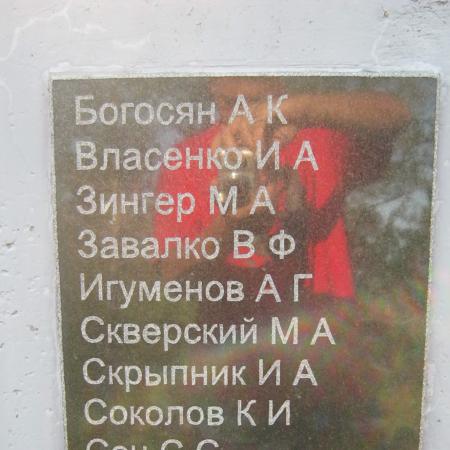 Богосян А К
Власенко И А
Зингер М А
Завалко В Ф
Игуменов А Г
Скверский М А
Скрыпник И А
Соколов К И